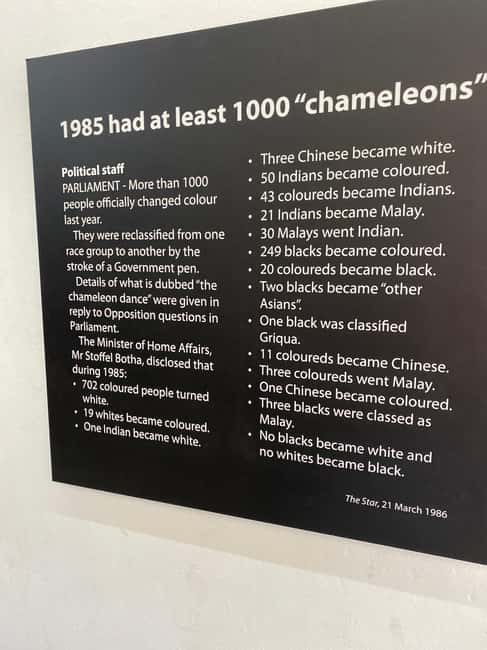 1985 had at least 1000 “chameleons”
Political staff
PARLIAMENT - More than 1000
people officially changed colour
last year.
They were reclassified from one
race group to another by the
stroke of a Government pen.
Details of what is dubbed “the
chameleon dance” were given in
reply to Opposition questions in
Parliament.
The Minister of Home Affairs,
Mr Stoffel Botha, disclosed that
during 1985:
• 702 coloured people turned
white.
• 19 whites became coloured.
• One Indian became white.
• Three Chinese became white.
• 50 Indians became coloured.
• 43 coloureds became Indians.
• 21 Indians became Malay.
• 30 Malays went Indian.
• 249 blacks became coloured.
• 20 coloureds became black.
• Two blacks became “other
Asians”.
• One black was classified
Griqua.
• 11 coloureds became Chinese.
• Three coloureds went Malay.
• One Chinese became coloured.
• Three blacks were classed as
Malay.
• No blacks became white and
no whites became black.
The Star, 21 March 1986